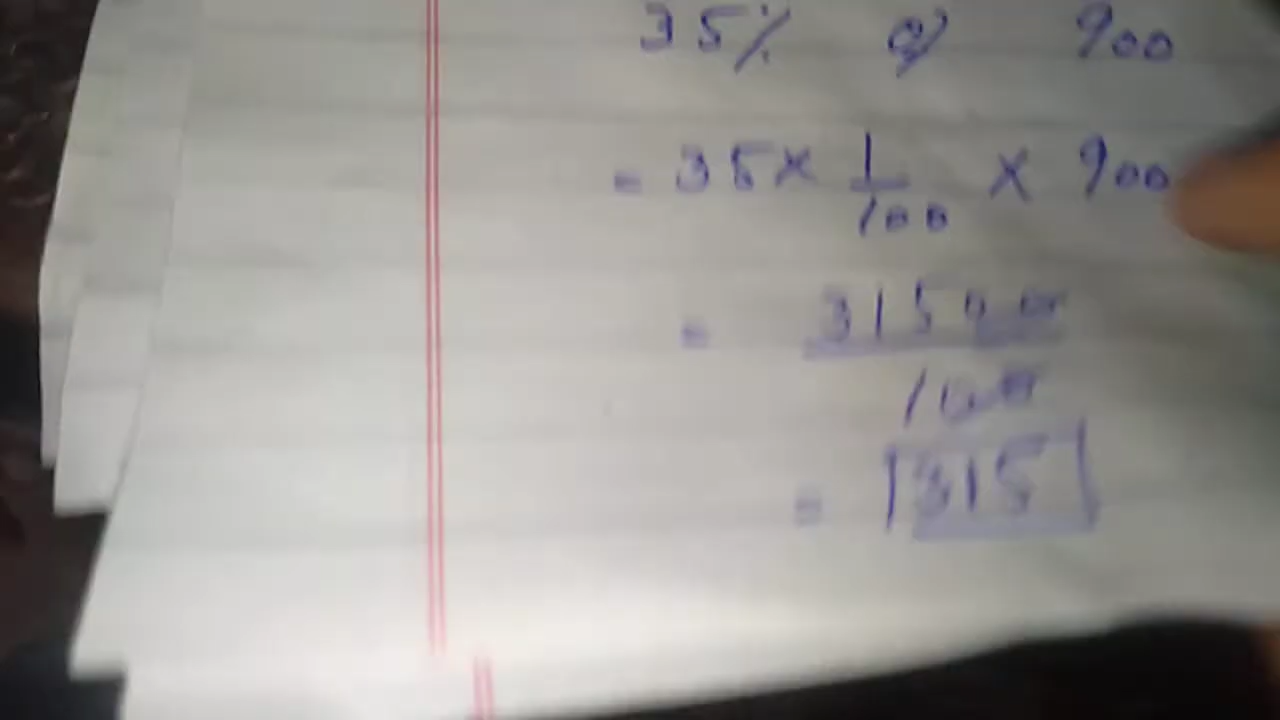 35% of 900
= 35 × 1/100 × 900
= 31500/100
= 315